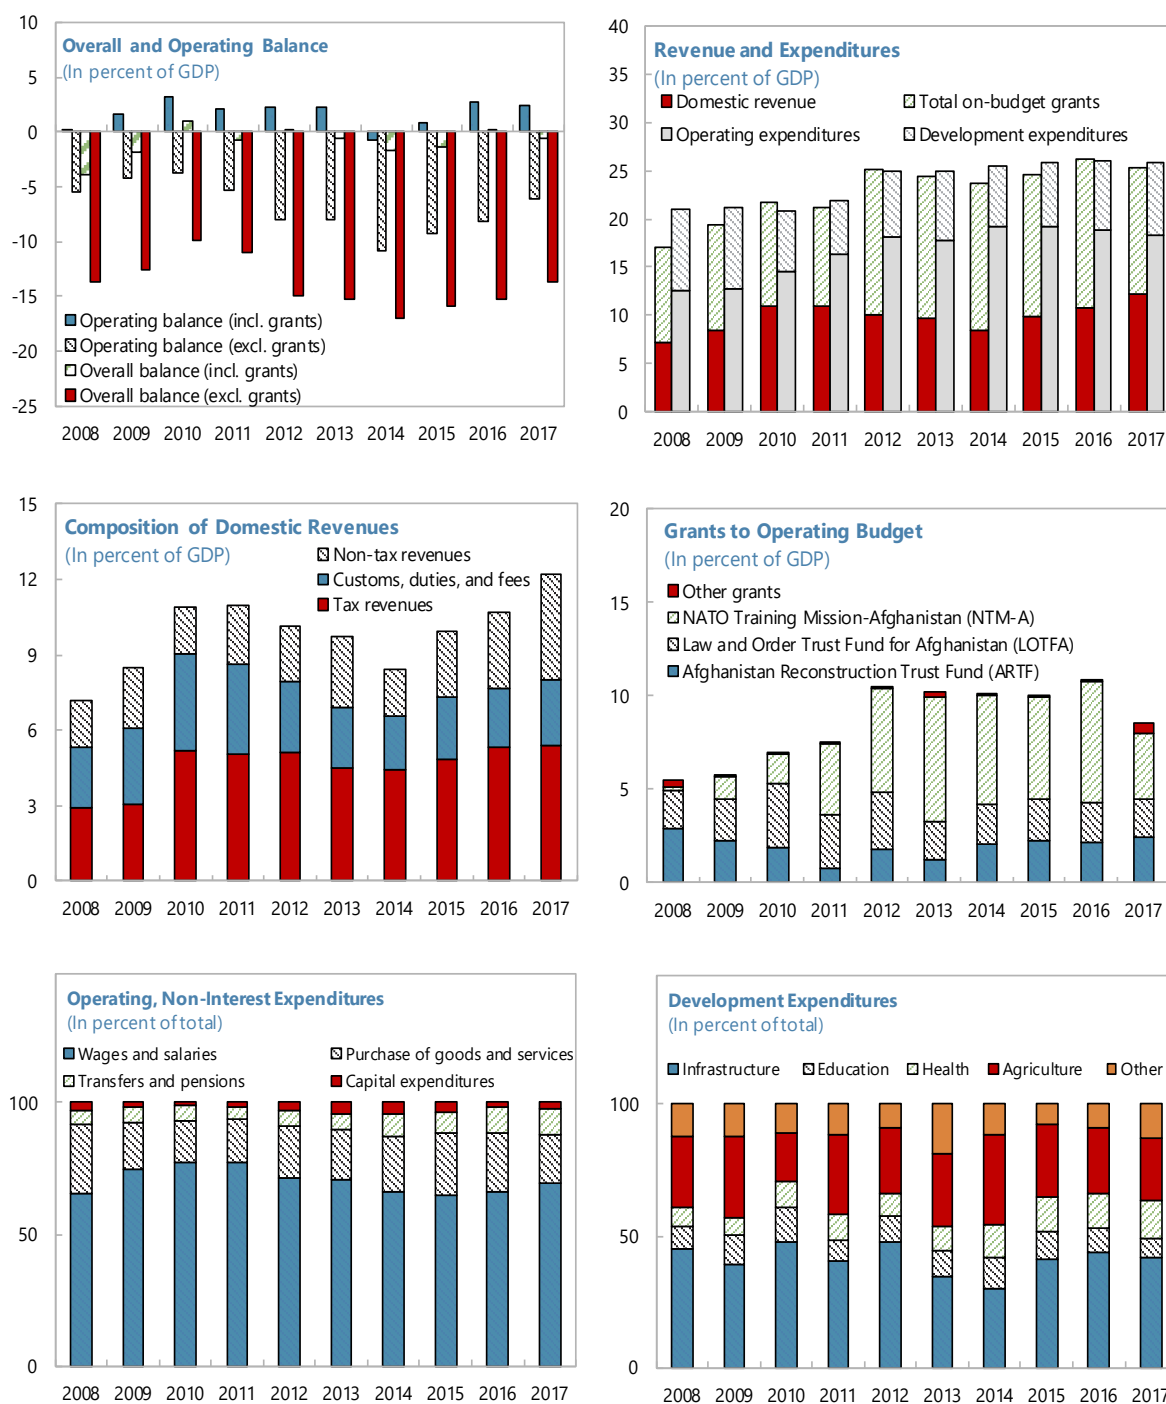 Overall and Operating Balance
(In percent of GDP)
10
5
0
-5
-10
-15
-20
-25
Operating balance (incl. grants)
Operating balance (excl. grants)
Overall balance (incl. grants)
Overall balance (excl. grants)
2008 2009 2010 2011 2012 2013 2014 2015 2016 2017
Revenue and Expenditures
(In percent of GDP)
Domestic revenue
Total on-budget grants
Operating expenditures
Development expenditures
40
35
30
25
20
15
10
5
0
2008 2009 2010 2011 2012 2013 2014 2015 2016 2017
Composition of Domestic Revenues
(In percent of GDP)
Non-tax revenues
Customs, duties, and fees
Tax revenues
15
12
9
6
3
0
2008 2009 2010 2011 2012 2013 2014 2015 2016 2017
Grants to Operating Budget
(In percent of GDP)
Other grants
NATO Training Mission-Afghanistan (NTM-A)
Law and Order Trust Fund for Afghanistan (LOTFA)
Afghanistan Reconstruction Trust Fund (ARTF)
20
15
10
5
0
2008 2009 2010 2011 2012 2013 2014 2015 2016 2017
Operating, Non-Interest Expenditures
(In percent of total)
Wages and salaries
Purchase of goods and services
Transfers and pensions
Capital expenditures
100
50
0
2008 2009 2010 2011 2012 2013 2014 2015 2016 2017
Development Expenditures
(In percent of total)
Infrastructure
Education
Health
Agriculture
Other
100
50
0
2008 2009 2010 2011 2012 2013 2014 2015 2016 2017